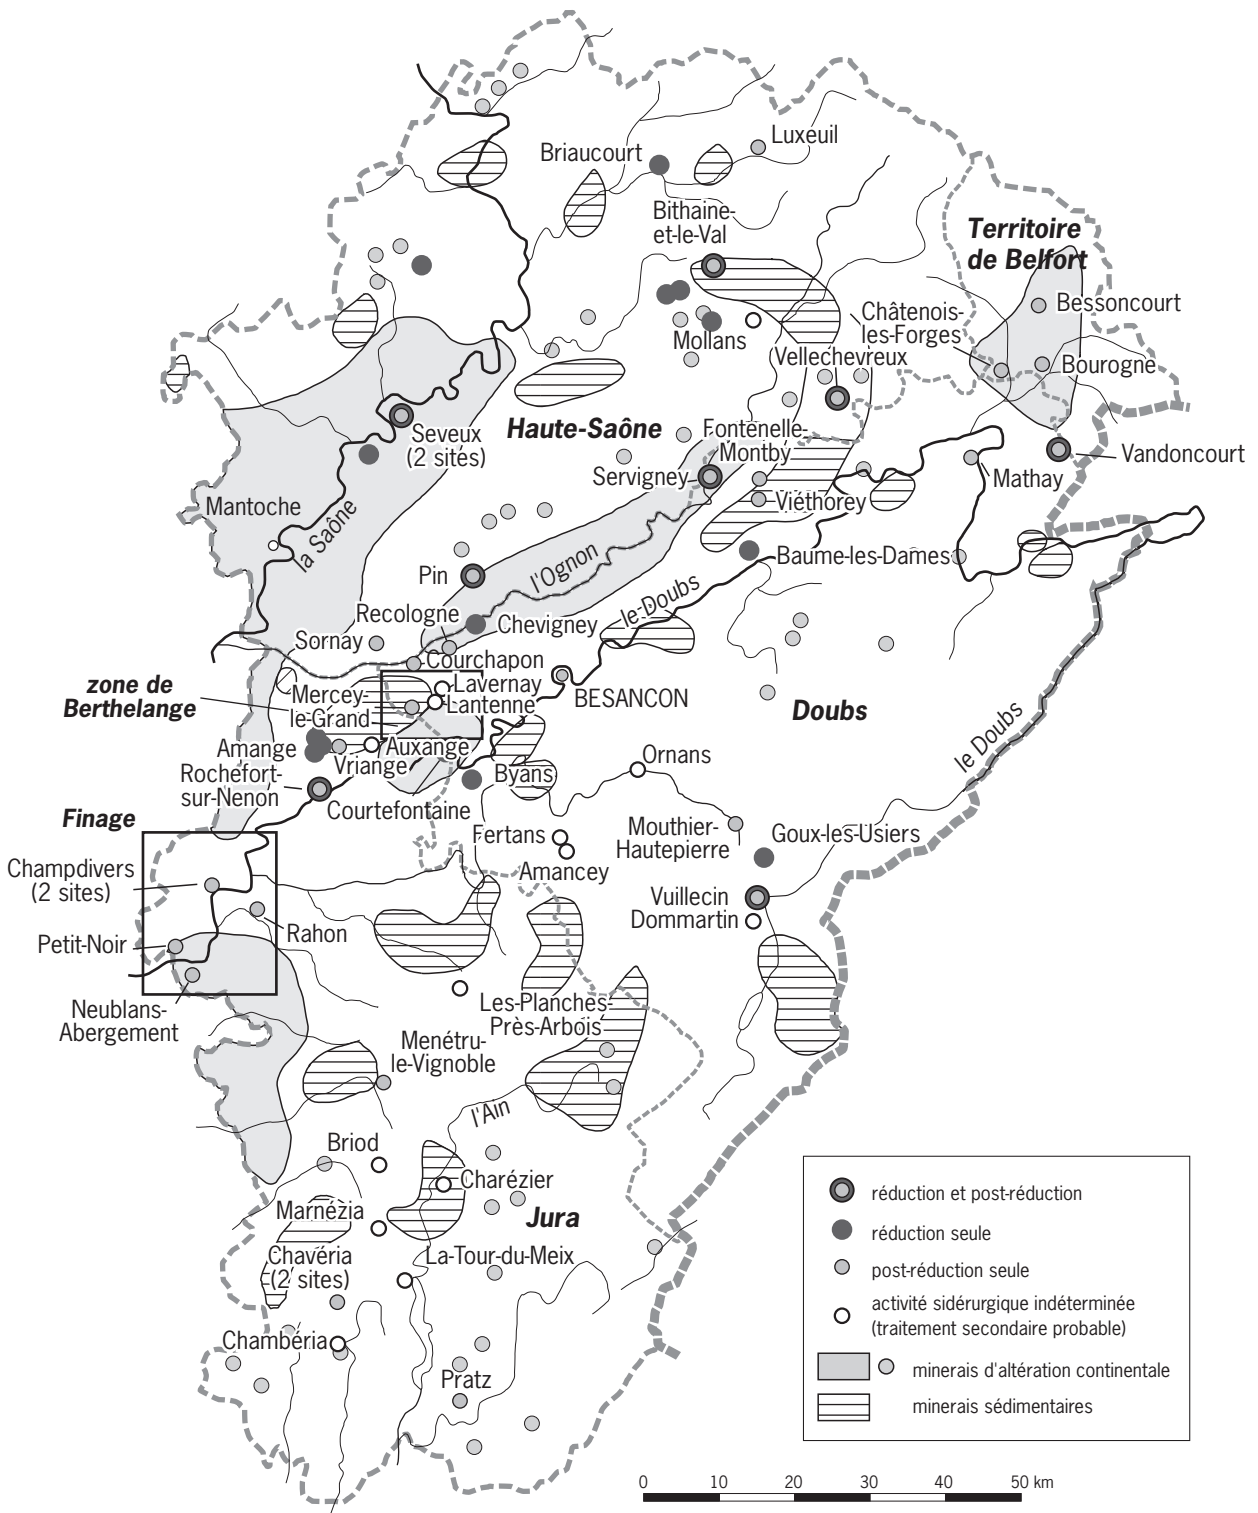 Luxeuil
Briaucourt
Bithaine-
et-le-Val
Territoire
de Belfort
Bessoncourt
Châtenois-
les-Forges
Mollans
Vellechevreux
Bourogne
Haute-Saône
Seveux
(2 sites)
Fontenelle-
Montby
Servigney
Vandoncourt
Mathay
Mantoche
la Saône
Viéthorey
Baume-les-Dames
Pin
l'Ognon
le Doubs
Recologne
Chevigney
Sornay
Courchapon
zone de
Berthelange
Mercey-
le-Grand
Lavernay
Lantenne
BESANCON
Doubs
Amange
Auxange
Vriange
Rochefort-
sur-Nenon
Byans
Ornans
le Doubs
Courtefontaine
Finage
Fertans
Amancey
Mouthier-
Hautepierre
Goux-les-Usiers
Champdivers
(2 sites)
Vuillecin
Dommartin
Rahon
Petit-Noir
Neublans-
Abergement
Les-Planches-
Près-Arbois
Menétru-
le-Vignoble
l'Ain
Briod
Charézier
Marnézia
Jura
Chavéria
(2 sites)
La-Tour-du-Meix
Chambéria
Pratz
réduction et post-réduction
réduction seule
post-réduction seule
activité sidérurgique indéterminée
(traitement secondaire probable)
minerais d'altération continentale
minerais sédimentaires
0 10 20 30 40 50 km